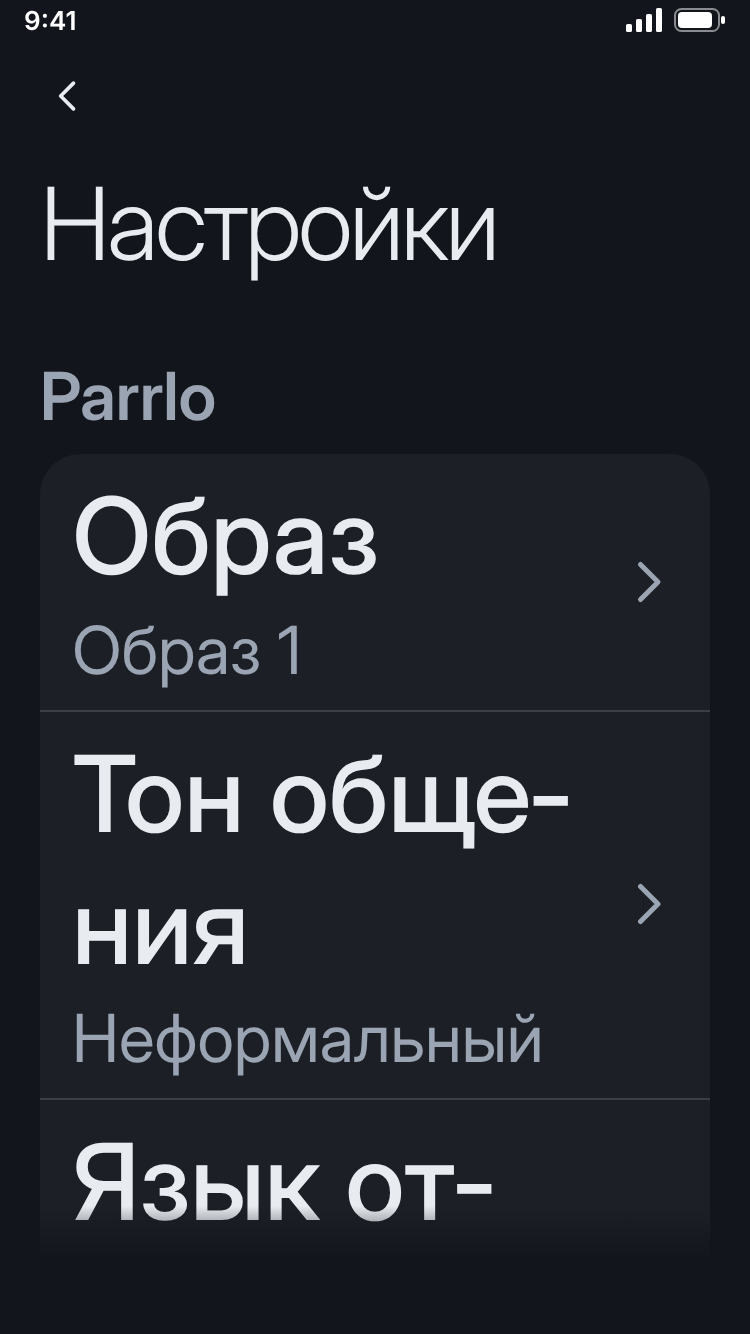 9:41
Настройки
Parrlo
Образ
Образ 1
Тон обще-
ния
Неформальный
Язык от-